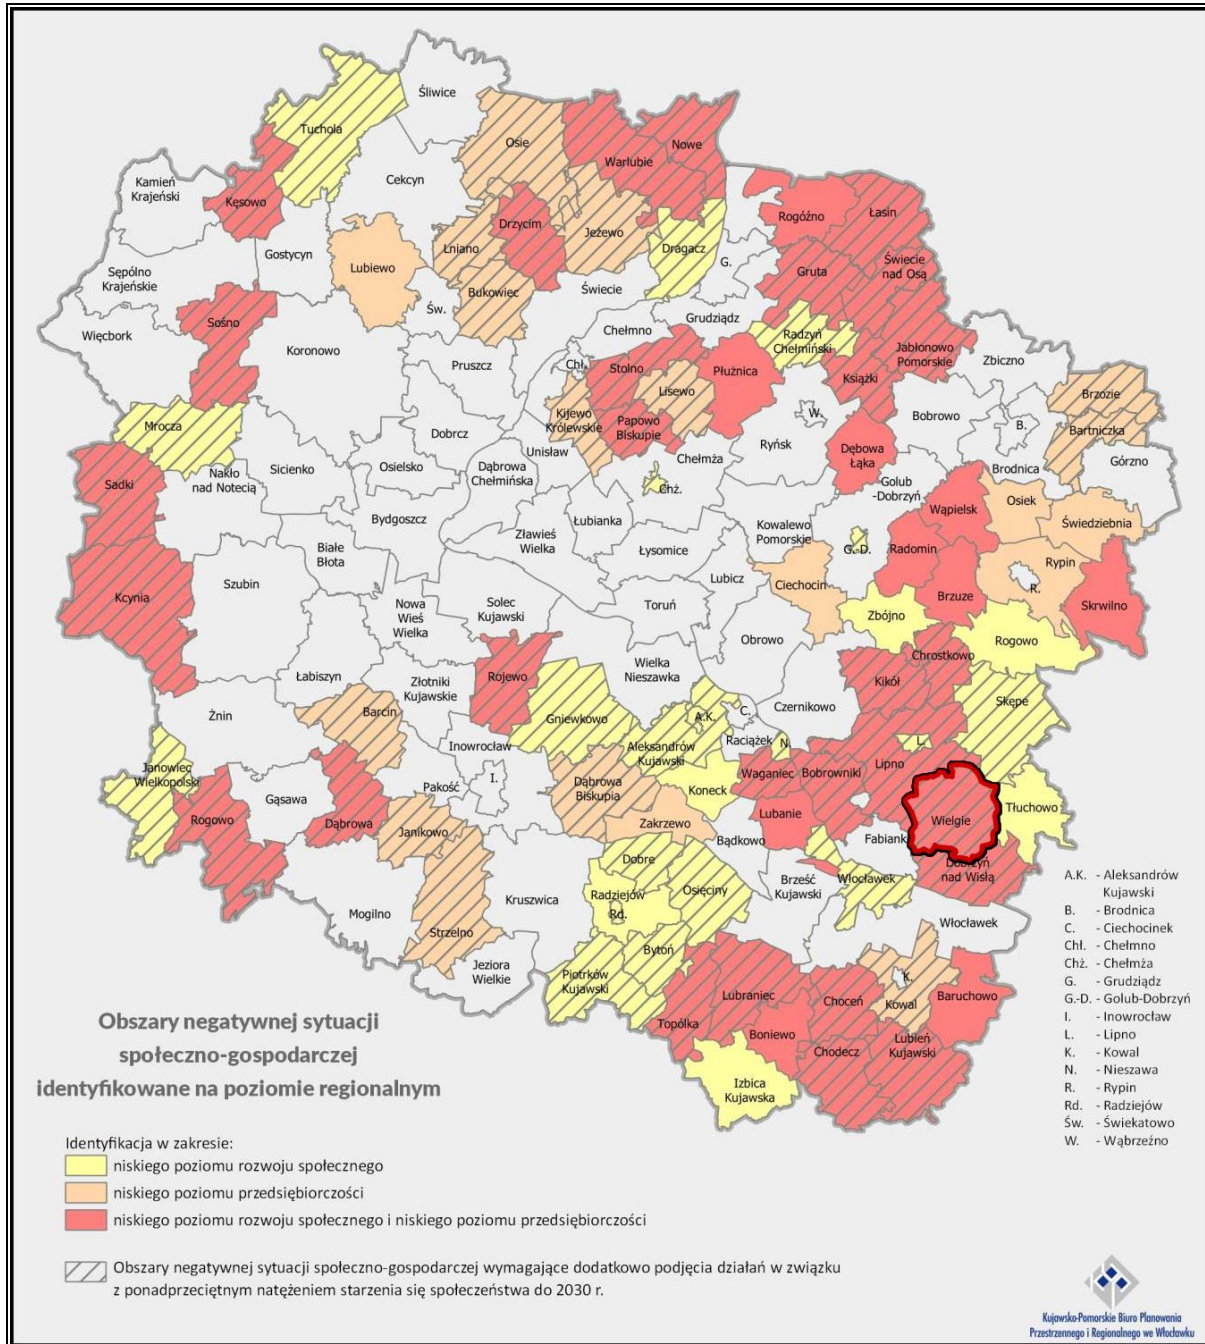 Śliwice
Tuchola
Osie
Nowe
Warlubie
Cekcyn
Kamień
Krajeński
Kęsowo
Rogóźno
Łasin
Drzycim
Jeżewo
Lniano
Dragacz
Gostycyn
Lubiewo
G.
Świecie
nad Osą
Gruta
Sępólno
Krajeńskie
Bukowiec
Świecie
Św.
Grudziądz
Więcbork
Sośno
Chełmno
Radzyń
Chełmiński
Koronowo
Jabłonowo
Pomorskie
Zbiczno
Pruszcz
Chł.
Stolno
Płużnica
Książki
Lisewo
Brzozie
Kijewo
Królewskie
Papowo
Biskupie
W.
Bobrowo
B.
Bartniczka
Mrocza
Dobrcz
Unisław
Ryńsk
Dębowa
Łąka
Sicienko
Osielsko
Dąbrowa
Chełmińska
Chełmża
Brodnica
Górzno
Sadki
Nakło
nad Notecią
Chż.
Golub
-Dobrzyń
Wąpielsk
Osiek
Bydgoszcz
Zławieś
Wielka
Łubianka
Kowalewo
Pomorskie
Świedziebnia
Białe
Błota
Łysomice
G.-D.
Radomin
Rypin
Szubin
Lubicz
Ciechocin
R.
Kcynia
Brzuze
Skrwilno
Nowa
Wieś
Wielka
Solec
Kujawski
Toruń
Zbójno
Obrowo
Rogowo
Wielka
Nieszawka
Chrostkowo
Łabiszyn
Złotniki
Kujawskie
Rojewo
Kikół
Skępe
Żnin
Barcin
Gniewkowo
A.K.
C.
Czernikowo
Inowrocław
Raciążek
N.
L.
Aleksandrów
Kujawski
Janowiec
Wielkopolski
Pakość
I.
Dąbrowa
Biskupia
Koneck
Waganiec
Bobrowniki
Lipno
Gąsawa
Tłuchowo
Rogowo
Dąbrowa
Janikowo
Zakrzewo
Lubanie
Wielgie
Bądkowo
Fabianki
Dobre
Dobrzyń
nad Wisłą
Osięciny
Brześć
Kujawski
Włocławek
Kruszwica
Radziejów
Rd.
Mogilno
Włocławek
Strzelno
Bytoń
Jeziora
Wielkie
Piotrków
Kujawski
K.
Lubraniec
Choceń
Kowal
Baruchowo
Topólka
Boniewo
Lubień
Kujawski
Chodecz
Izbica
Kujawska
A.K. - Aleksandrów
Kujawski
B. - Brodnica
C. - Ciechocinek
Chł. - Chełmno
Chż. - Chełmża
G. - Grudziądz
G.-D. - Golub-Dobrzyń
I. - Inowrocław
L. - Lipno
K. - Kowal
N. - Nieszawa
R. - Rypin
Rd. - Radziejów
Św. - Świekatowo
W. - Wąbrzeźno
Obszary negatywnej sytuacji
społeczno-gospodarczej
identyfikowane na poziomie regionalnym
Identyfikacja w zakresie:
niskiego poziomu rozwoju społecznego
niskiego poziomu przedsiębiorczości
niskiego poziomu rozwoju społecznego i niskiego poziomu przedsiębiorczości
Obszary negatywnej sytuacji społeczno-gospodarczej wymagające dodatkowo podjęcia działań w związku
z ponadprzeciętnym natężeniem starzenia się społeczeństwa do 2030 r.
Kujawsko-Pomorskie Biuro Planowania
Przestrzennego i Regionalnego we Włocławku